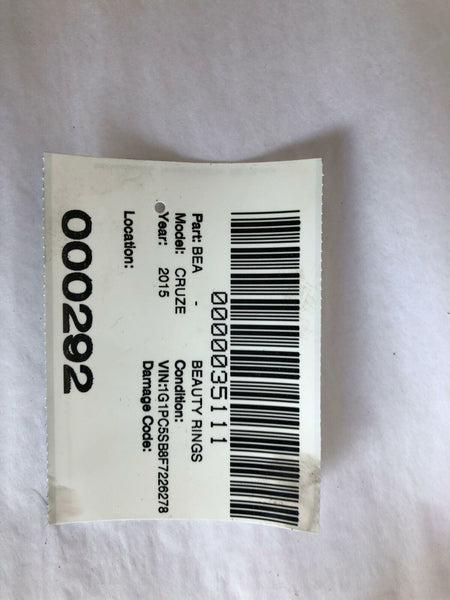 0000035111
Part: BEA - BEAUTY RINGS
Model: CRUZE Condition:
Year: 2015 VIN:1G1PC5SB8F7226278
Damage Code:
Location:
000292